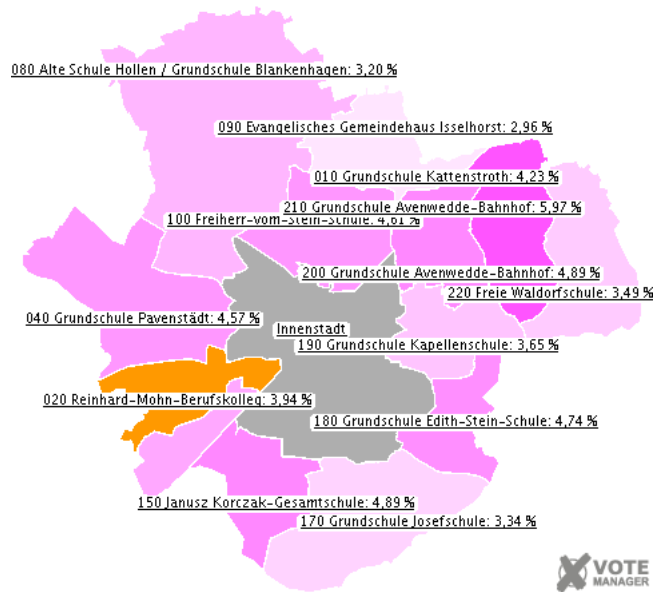 080 Alte Schule Hollen / Grundschule Blankenhagen: 3,20 %
090 Evangelisches Gemeindehaus Isselhorst: 2,96 %
010 Grundschule Kattenstroth: 4,23 %
210 Grundschule Avenwedde-Bahnhof: 5,97 %
100 Freiherr-vom-Stein-Schule: 4,61 %
200 Grundschule Avenwedde-Bahnhof: 4,89 %
220 Freie Waldorfschule: 3,49 %
040 Grundschule Pavenstädt: 4,57 %
Innenstadt
190 Grundschule Kapellenschule: 3,65 %
020 Reinhard-Mohn-Berufskolleg: 3,94 %
180 Grundschule Edith-Stein-Schule: 4,74 %
150 Janusz Korczak-Gesamtschule: 4,89 %
170 Grundschule Josefschule: 3,34 %
VOTE
MANAGER